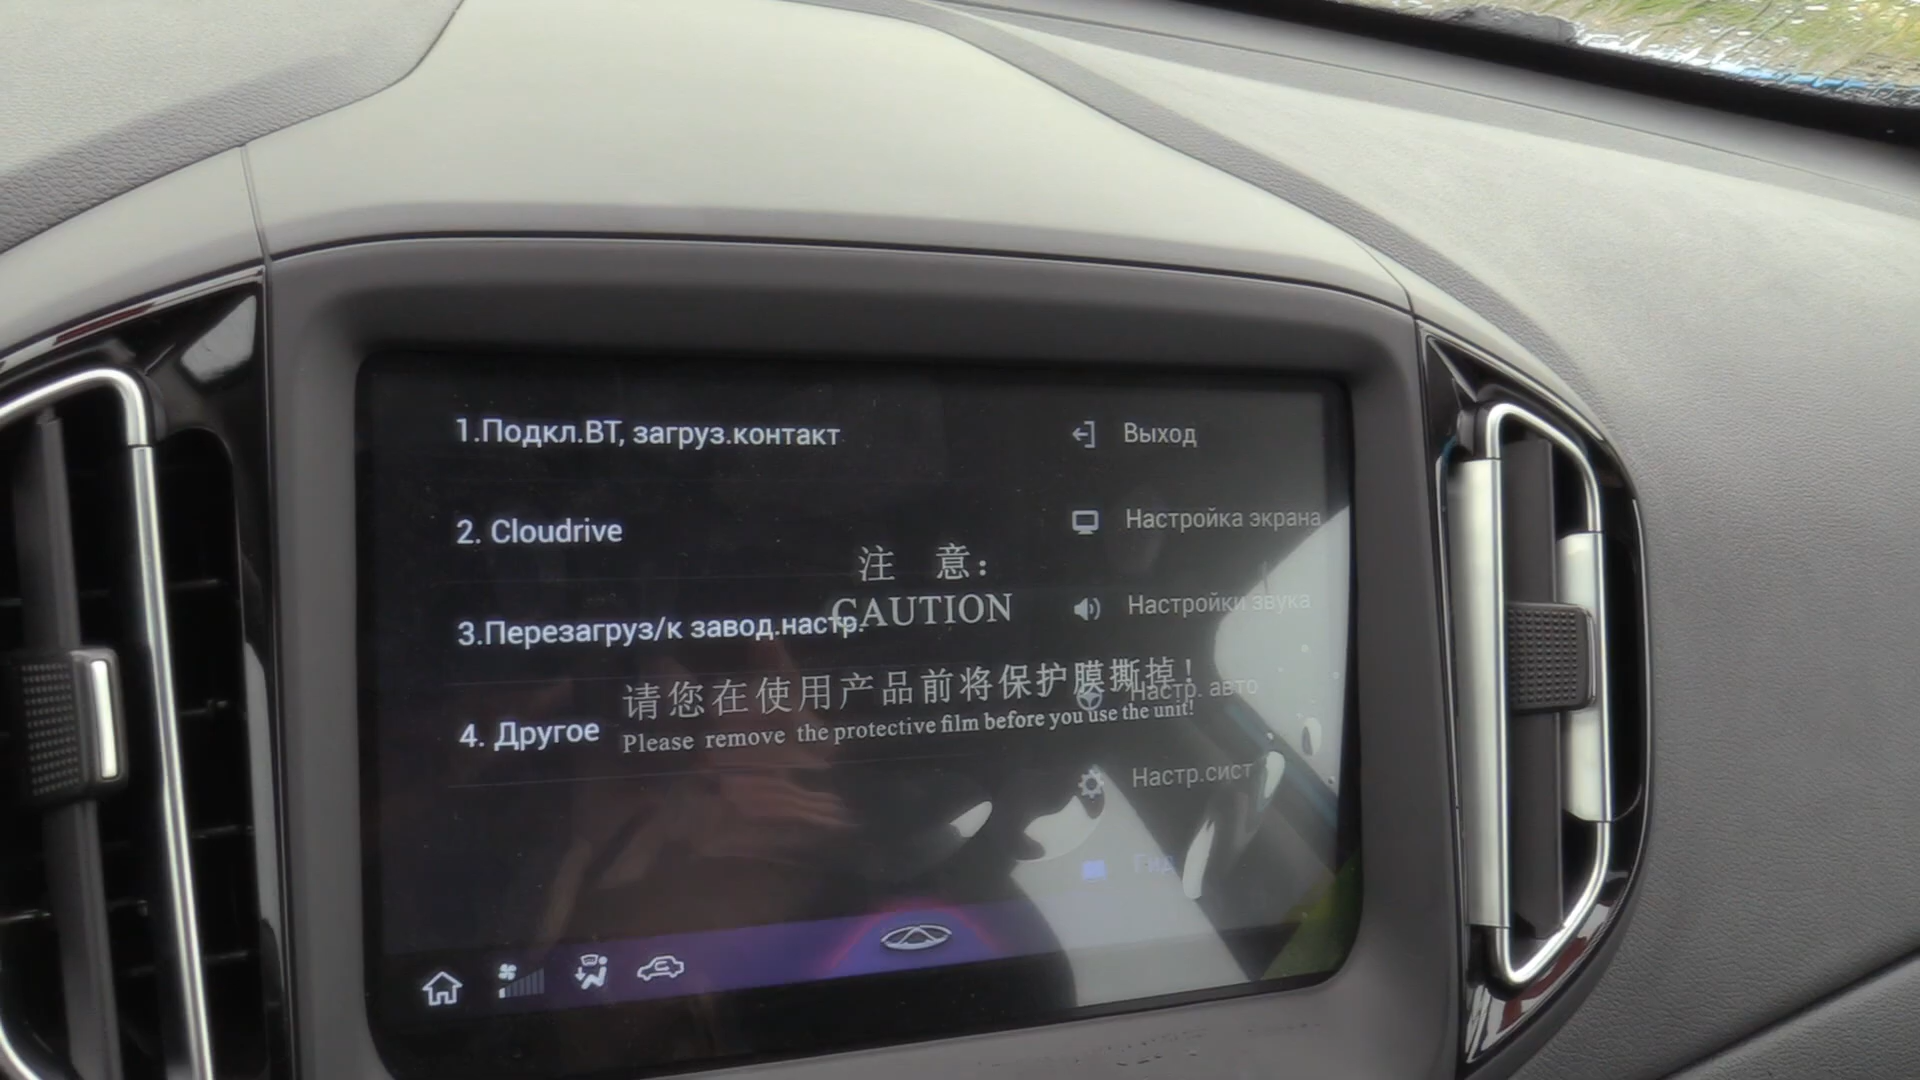 1.Подкл.BT, загруз.контакт
2. Cloudrive
3.Перезагруз/к завод.настр.
4. Другое
Выход
Настройка экрана
Настройки звука
Настр. авто
Настр.сист
Гид
注 意:
CAUTION
请您在使用产品前将保护膜撕掉!
Please remove the protective film before you use the unit!